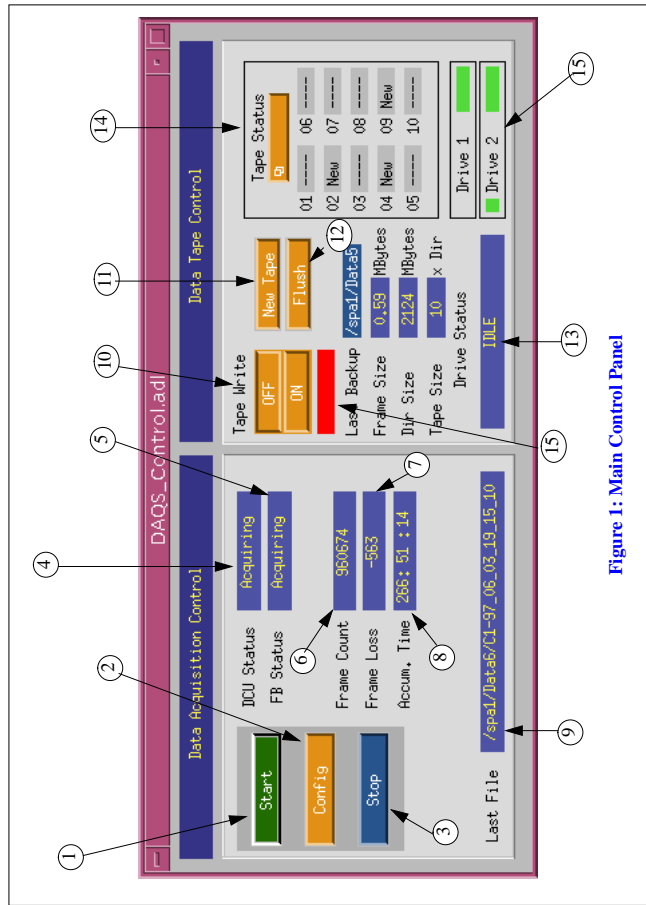 DAQS_Control.adl
Data Acquisition Control
Data Tape Control
Start
Config
Stop
DCU Status Acquiring
FB Status Acquiring
Frame Count 960674
Frame Loss -563
Accum. Time 266: 51 :14
Last File /spa1/Data6/C1-97_06_03_19_15_10
Tape Write
OFF
ON
New Tape
Flush
Last Backup /spa1/Data5
Frame Size 0.59 MBytes
Dir Size 2124 MBytes
Tape Size 10 x Dir
Drive Status
IDLE
Tape Status
01 ---- 06 ----
02 New 07 ----
03 ---- 08 ----
04 New 09 New
05 ---- 10 ----
Drive 1
Drive 2
1
2
3
4
5
6
7
8
9
10
11
12
13
14
15
15
Figure 1: Main Control Panel